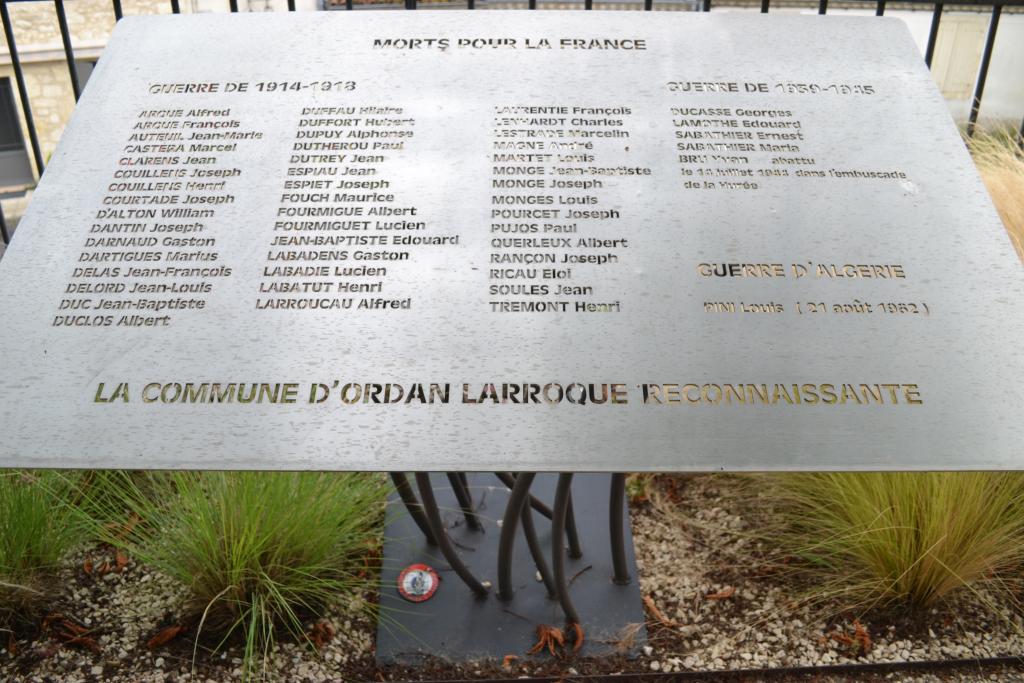 MORTS POUR LA FRANCE
GUERRE DE 1914-1918
ARQUE Alfred
ARQUE François
AUTEUIL Jean-Marie
CASTERA Marcel
CLARENS Jean
COUILLENS Joseph
COUILLENS Henri
COURTADE Joseph
D'ALTON William
DANTIN Joseph
DARNAUD Gaston
DARTIGUES Marius
DELAS Jean-François
DELORD Jean-Louis
DUC Jean-Baptiste
DUCLOS Albert
DUFFAU Hilaire
DUFFORT Hubert
DUPUY Alphonse
DUTHEROU Paul
DUTREY Jean
ESPIAU Jean
ESPIET Joseph
FOUCH Maurice
FOURMIGUE Albert
FOURMIGUET Lucien
JEAN-BAPTISTE Edouard
LABADENS Gaston
LABADIE Lucien
LABATUT Henri
LARROUCAU Alfred
LAURENTIE François
LENHARDT Charles
LESTRADE Marcelin
MAGNE André
MARTET Louis
MONGE Jean-Baptiste
MONGE Joseph
MONGES Louis
POURCET Joseph
PUJOS Paul
QUERLEUX Albert
RANÇON Joseph
RICAU Eloi
SOULES Jean
TREMONT Henri
GUERRE DE 1939-1945
DUCASSE Georges
LAMOTHE Edouard
SABATHIER Ernest
SABATHIER Maria
BRU Yvan abattu
le 14 juillet 1944 dans l'embuscade
de la Hurée
GUERRE D'ALGERIE
PINI Louis ( 21 août 1962 )
LA COMMUNE D'ORDAN LARROQUE RECONNAISSANTE